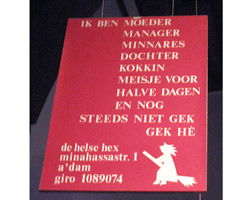 IK BEN MOEDER
MANAGER
MINNARES
DOCHTER
KOKKIN
MEISJE VOOR
HALVE DAGEN
EN NOG
STEEDS NIET GEK
GEK HÈ
de helse hex
minahassastr. 1
a'dam
giro 1089074